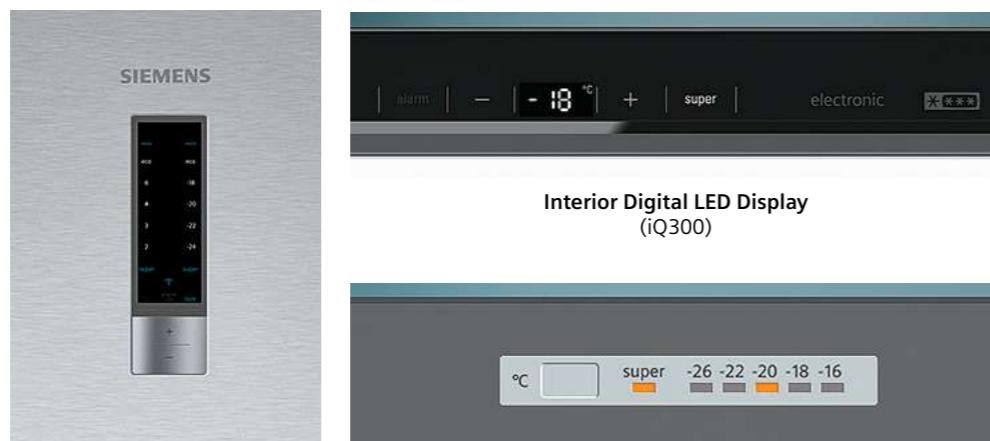 SIEMENS
eco eco
6 -18
4 -20
3 -22
2 -24
super super
+
−
alarm − -18 °C + super electronic
Interior Digital LED Display
(iQ300)
°C super -26 -22 -20 -18 -16